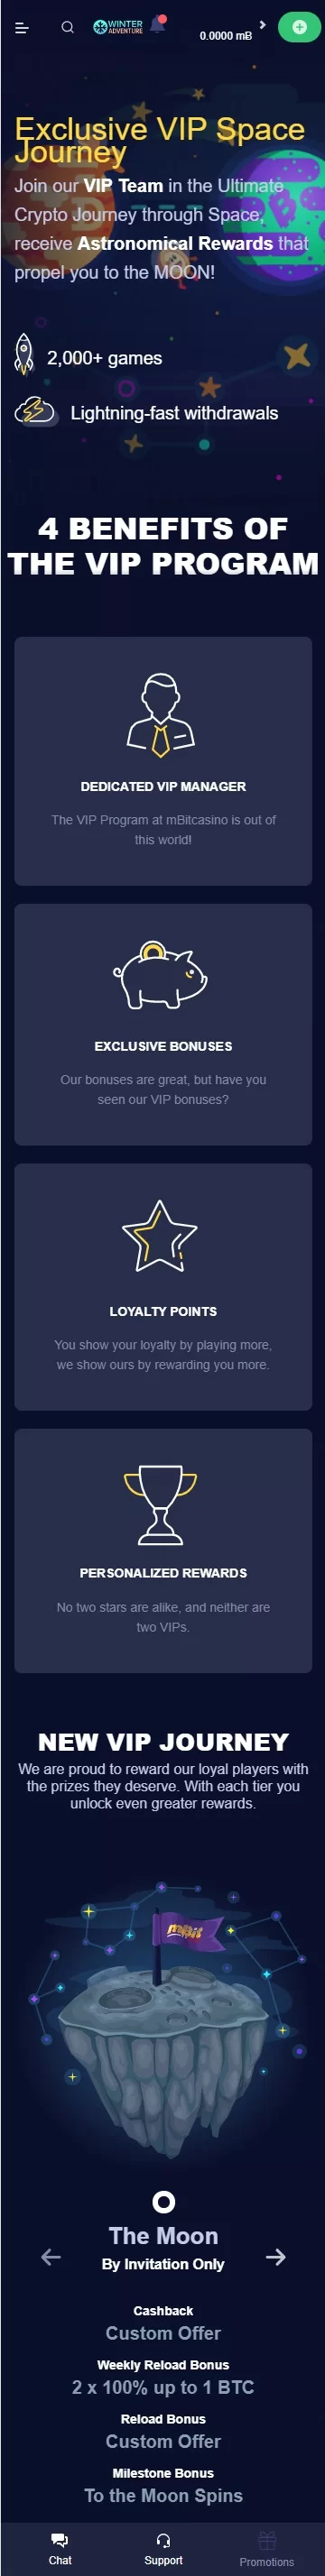 WINTER
ADVENTURE
0.0000 mB
Exclusive VIP Space
Journey
Join our VIP Team in the Ultimate
Crypto Journey through Space,
receive Astronomical Rewards that
propel you to the MOON!
2,000+ games
Lightning-fast withdrawals
4 BENEFITS OF
THE VIP PROGRAM
DEDICATED VIP MANAGER
The VIP Program at mBitcasino is out of
this world!
EXCLUSIVE BONUSES
Our bonuses are great, but have you
seen our VIP bonuses?
LOYALTY POINTS
You show your loyalty by playing more,
we show ours by rewarding you more.
PERSONALIZED REWARDS
No two stars are alike, and neither are
two VIPs.
NEW VIP JOURNEY
We are proud to reward our loyal players with
the prizes they deserve. With each tier you
unlock even greater rewards.
mBit
The Moon
By Invitation Only
Cashback
Custom Offer
Weekly Reload Bonus
2 x 100% up to 1 BTC
Reload Bonus
Custom Offer
Milestone Bonus
To the Moon Spins
Chat
Support
Promotions